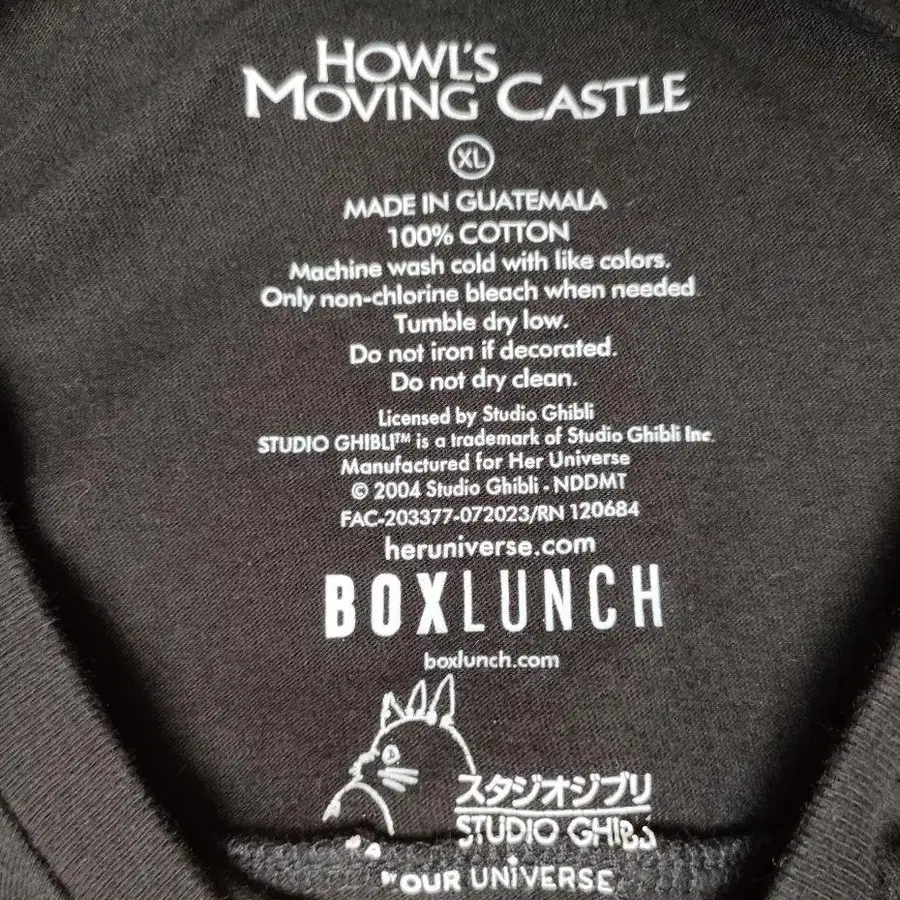 HOWL'S
MOVING CASTLE
XL
MADE IN GUATEMALA
100% COTTON
Machine wash cold with like colors.
Only non-chlorine bleach when needed.
Tumble dry low.
Do not iron if decorated.
Do not dry clean.
Licensed by Studio Ghibli
STUDIO GHIBLI™ is a trademark of Studio Ghibli Inc.
Manufactured for Her Universe
© 2004 Studio Ghibli - NDDMT
FAC-203377-072023/RN 120684
heruniverse.com
BOXLUNCH
boxlunch.com
スタジオジブリ
STUDIO GHIBLI
BY OUR UNIVERSE